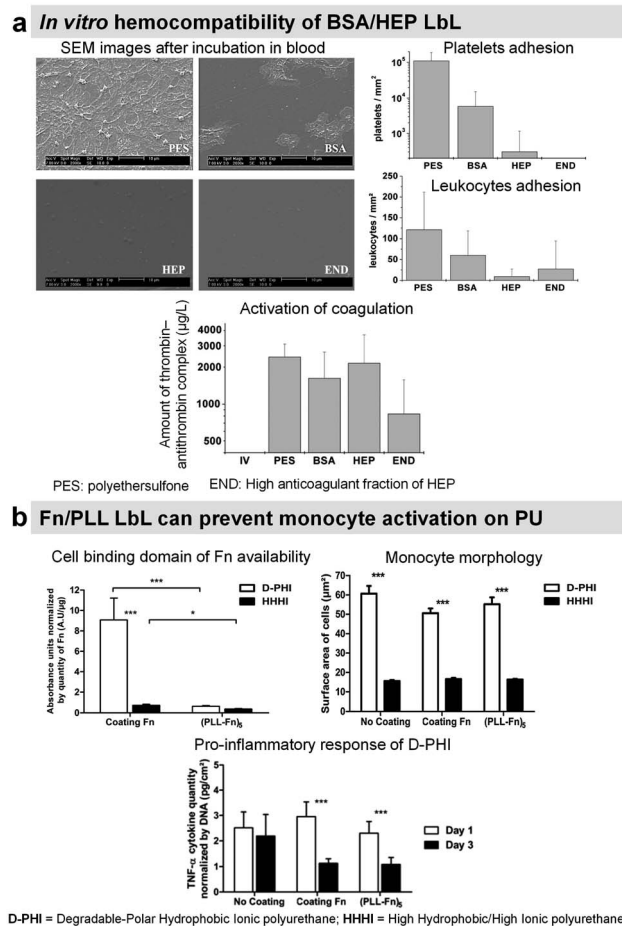 a In vitro hemocompatibility of BSA/HEP LbL
SEM images after incubation in blood
PES
BSA
HEP
END
Platelets adhesion
platelets / mm²
10⁵
10⁴
10³
PES BSA HEP END
Leukocytes adhesion
leukocytes / mm²
250
200
150
100
50
0
PES BSA HEP END
Activation of coagulation
Amount of thrombin–
antithrombin complex (µg/L)
4000
3000
2000
1000
500
IV PES BSA HEP END
PES: polyethersulfone END: High anticoagulant fraction of HEP
b Fn/PLL LbL can prevent monocyte activation on PU
Cell binding domain of Fn availability
Absorbance units normalized
by quantity of Fn (A.U/µg)
12
10
8
6
4
2
0
***
***
*
D-PHI
HHHI
Coating Fn (PLL-Fn)₅
Monocyte morphology
Surface area of cells (µm²)
70
60
50
40
30
20
10
0
*** *** ***
D-PHI
HHHI
No Coating Coating Fn (PLL-Fn)₅
Pro-inflammatory response of D-PHI
TNF-α cytokine quantity
normalized by DNA (pg/cm²)
5
4
3
2
1
0
*** ***
Day 1
Day 3
No Coating Coating Fn (PLL-Fn)₅
D-PHI = Degradable-Polar Hydrophobic Ionic polyurethane; HHHI = High Hydrophobic/High Ionic polyurethane